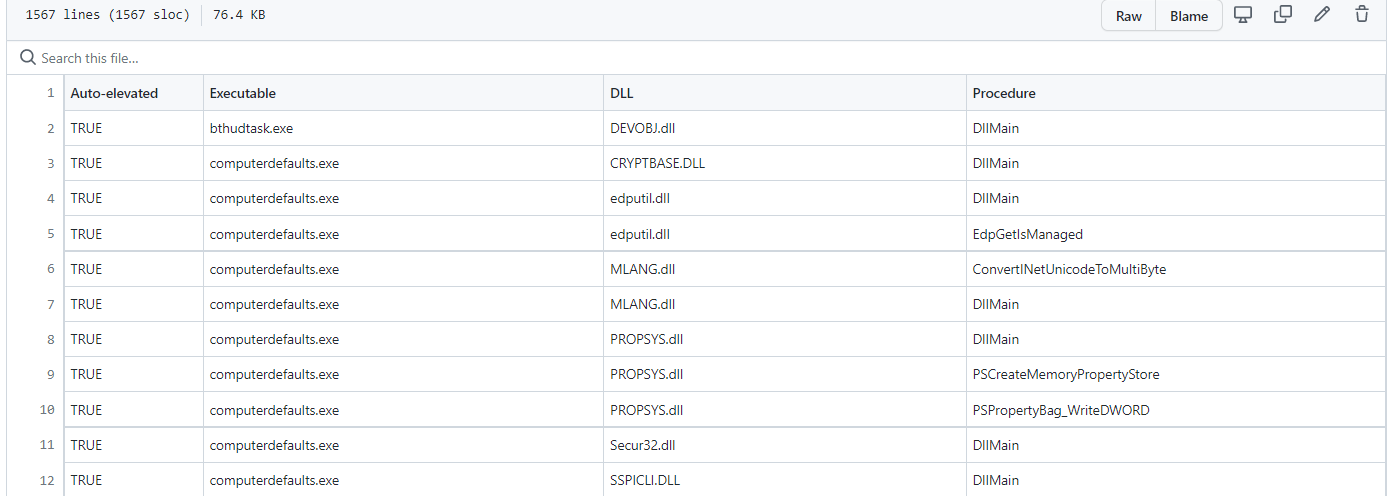 1567 lines (1567 sloc) 76.4 KB
Raw Blame
Search this file...
1 Auto-elevated Executable DLL Procedure
2 TRUE bthudtask.exe DEVOBJ.dll DllMain
3 TRUE computerdefaults.exe CRYPTBASE.DLL DllMain
4 TRUE computerdefaults.exe edputil.dll DllMain
5 TRUE computerdefaults.exe edputil.dll EdpGetIsManaged
6 TRUE computerdefaults.exe MLANG.dll ConvertINetUnicodeToMultiByte
7 TRUE computerdefaults.exe MLANG.dll DllMain
8 TRUE computerdefaults.exe PROPSYS.dll DllMain
9 TRUE computerdefaults.exe PROPSYS.dll PSCreateMemoryPropertyStore
10 TRUE computerdefaults.exe PROPSYS.dll PSPropertyBag_WriteDWORD
11 TRUE computerdefaults.exe Secur32.dll DllMain
12 TRUE computerdefaults.exe SSPICLI.DLL DllMain